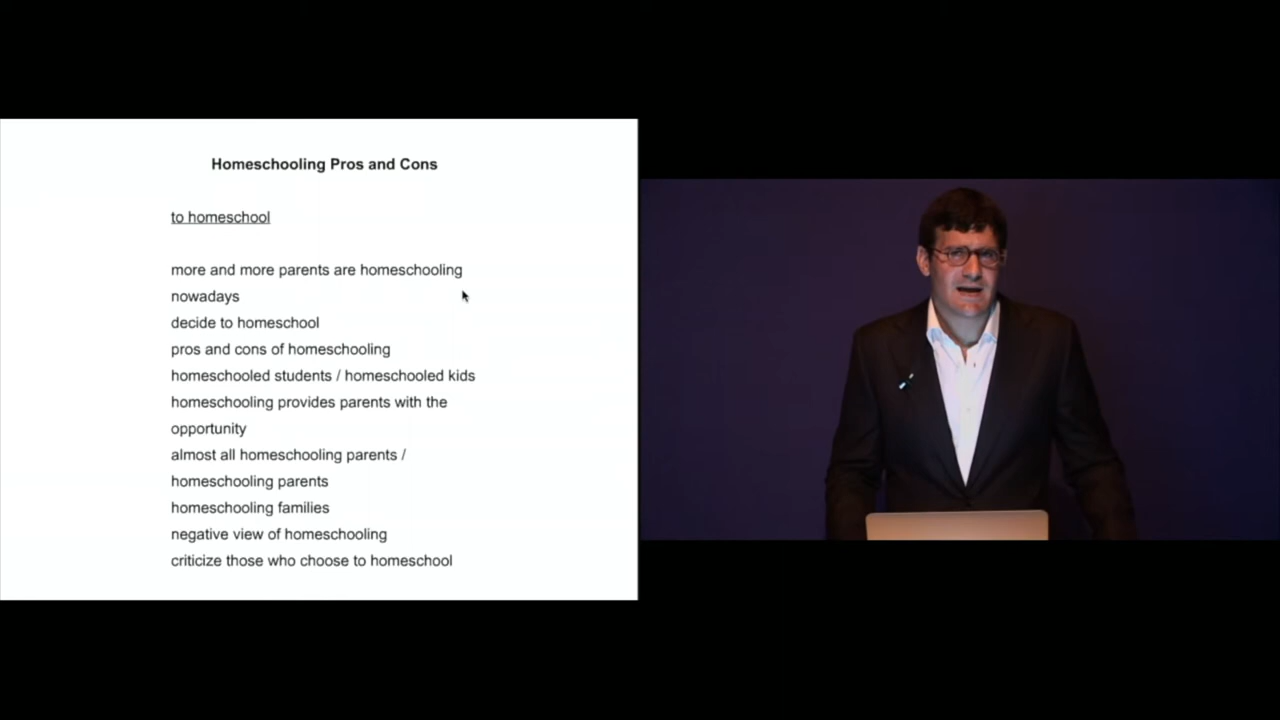 Homeschooling Pros and Cons
to homeschool
more and more parents are homeschooling
nowadays
decide to homeschool
pros and cons of homeschooling
homeschooled students / homeschooled kids
homeschooling provides parents with the
opportunity
almost all homeschooling parents /
homeschooling parents
homeschooling families
negative view of homeschooling
criticize those who choose to homeschool